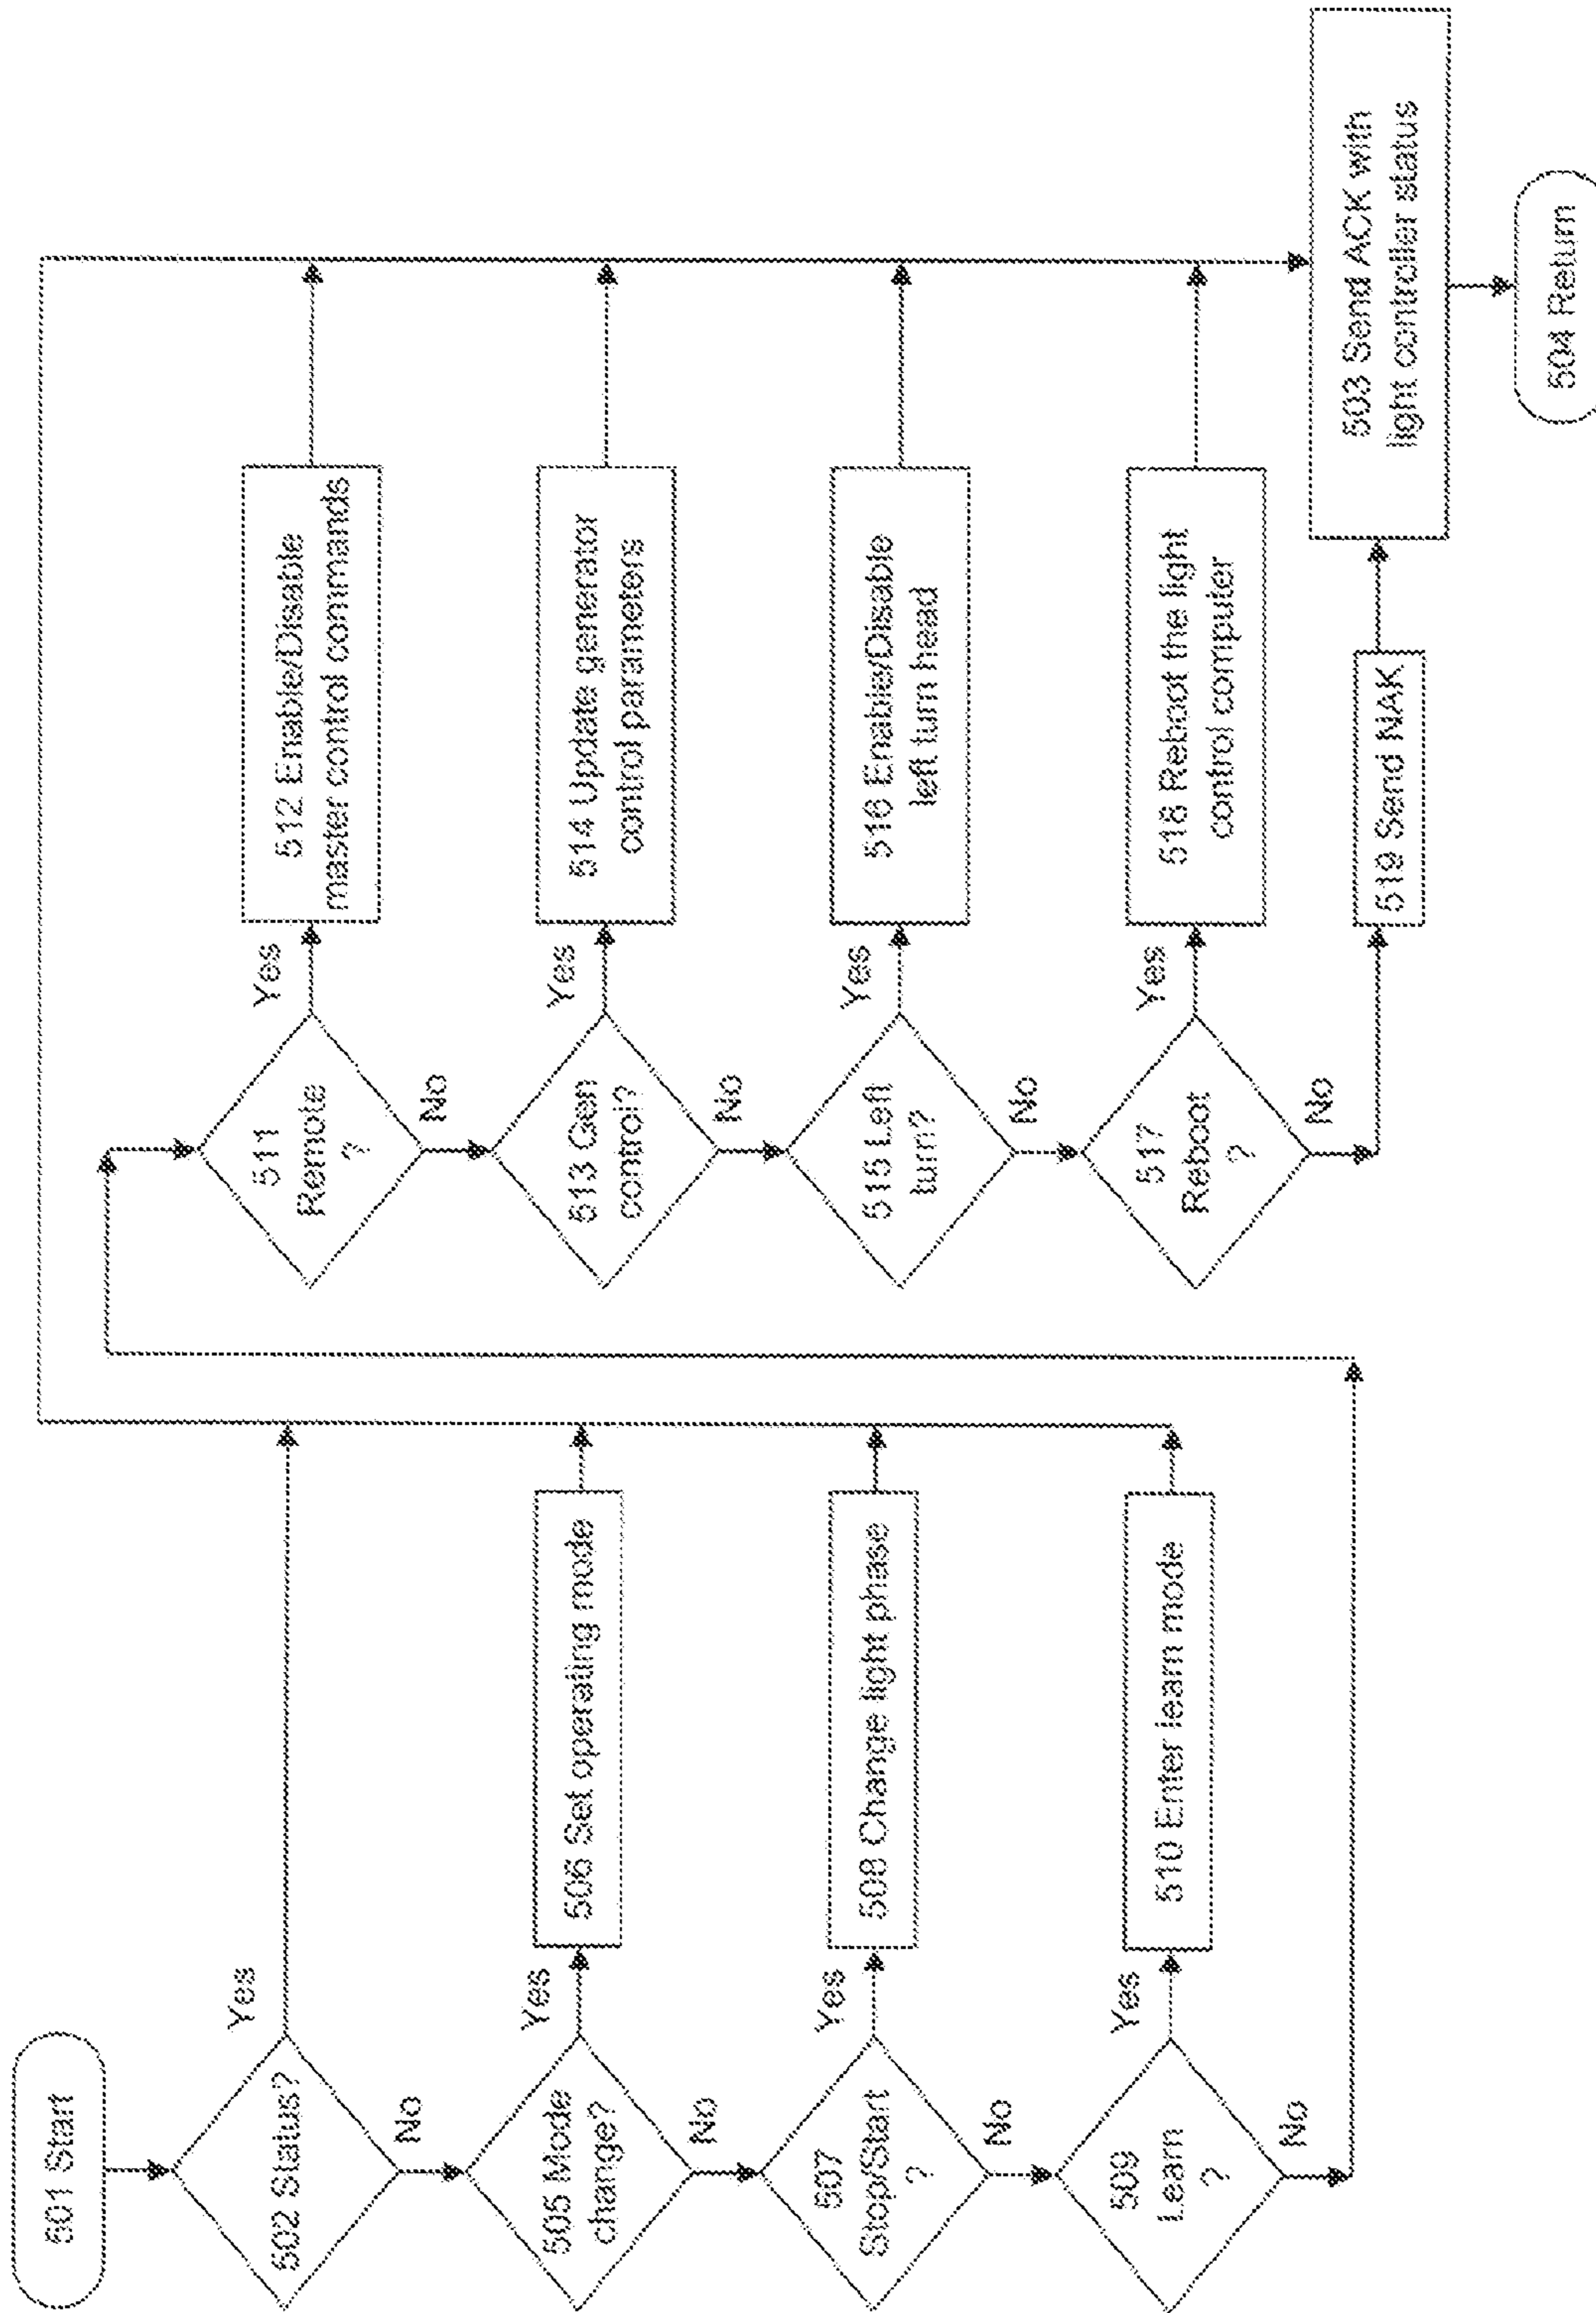 501 Start
502 Status?
Yes
No
505 Mode
change?
Yes
506 Set operating mode
No
507
Stop/Start
?
Yes
508 Change light phase
No
509
Learn
?
Yes
510 Enter learn mode
No
511
Remote
?
Yes
512 Enable/Disable
master control commands
No
513 Gen
control?
Yes
514 Update generator
control parameters
No
515 Left
turn?
Yes
516 Enable/Disable
left turn head
No
517
Reboot
?
Yes
518 Reboot the light
control computer
No
519 Send NAK
503 Send ACK with
light controller status
504 Return